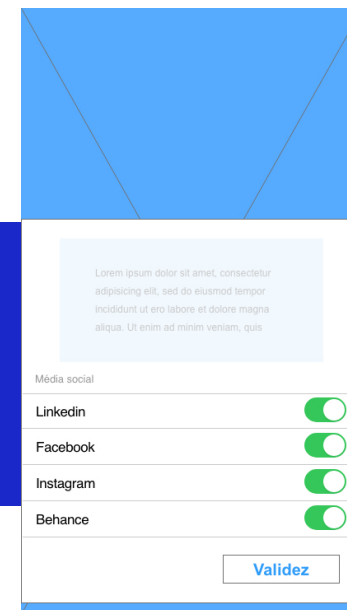 Lorem ipsum dolor sit amet, consectetur
adipisicing elit, sed do eiusmod tempor
incididunt ut ero labore et dolore magna
aliqua. Ut enim ad minim veniam, quis
Média social
Linkedin
Facebook
Instagram
Behance
Validez